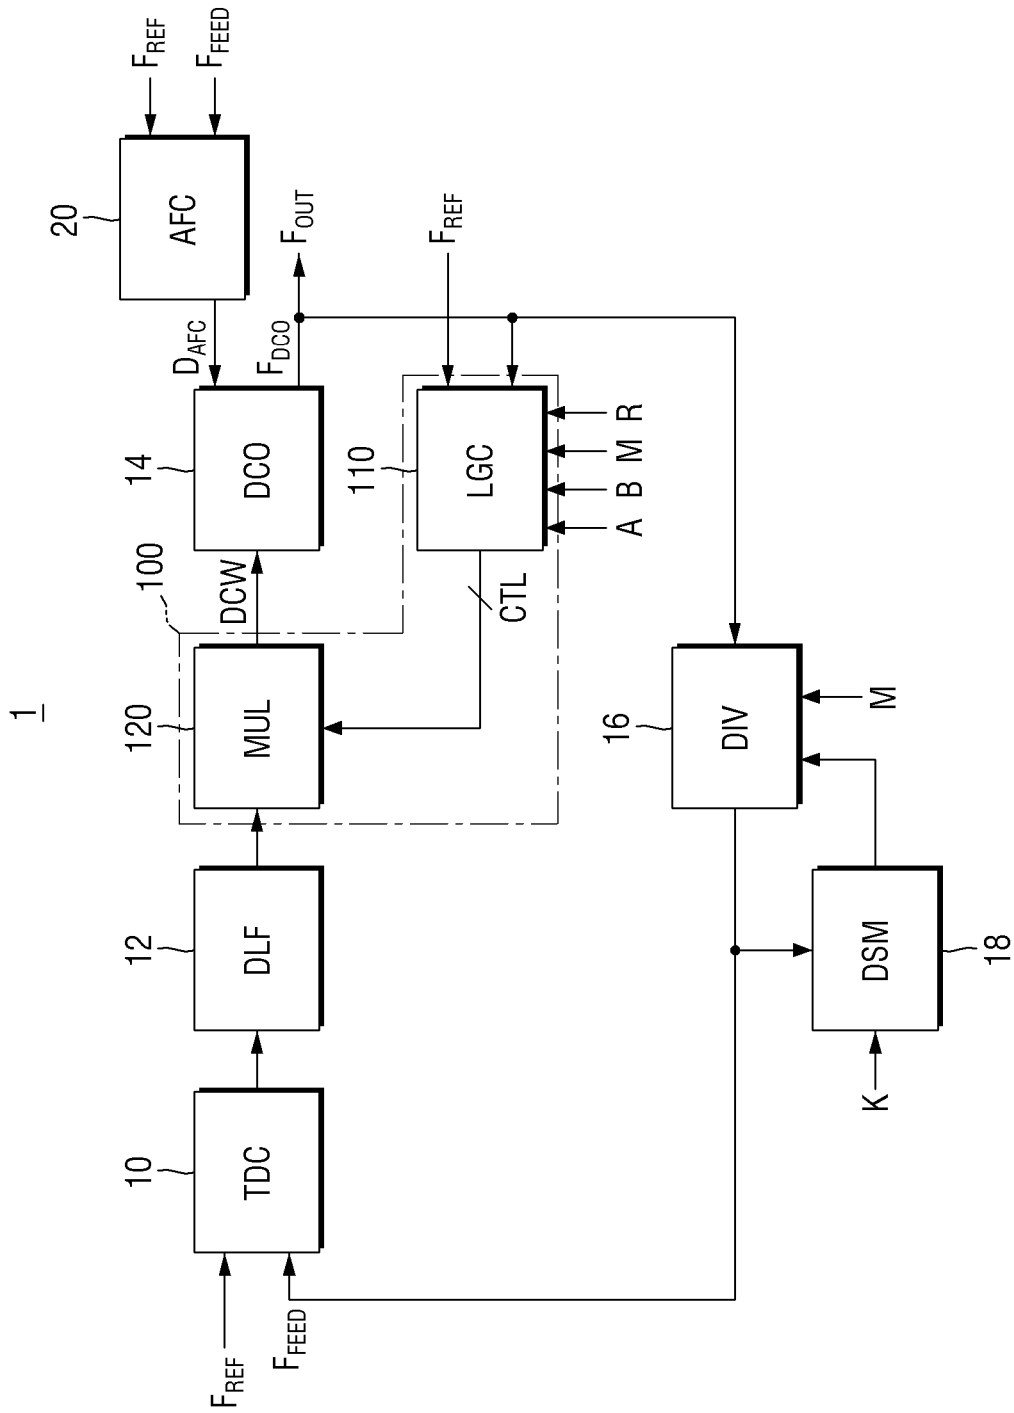 1
20
F_REF
F_FEED
AFC
D_AFC
10
TDC
12
DLF
120
MUL
100
DCW
14
DCO
F_DCO
F_OUT
F_REF
F_FEED
110
LGC
F_REF
CTL
A
B
M
R
16
DIV
M
K
DSM
18